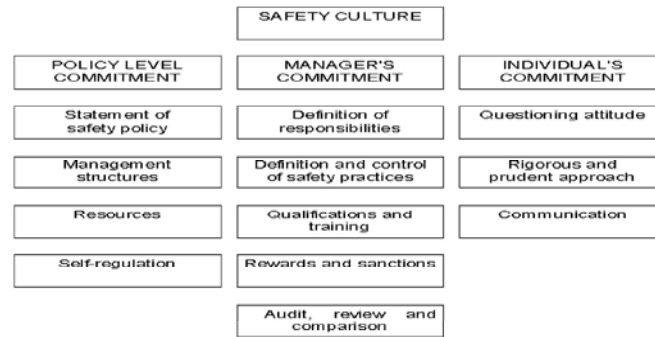 SAFETY CULTURE
POLICY LEVEL
COMMITMENT
MANAGER'S
COMMITMENT
INDIVIDUAL'S
COMMITMENT
Statement of
safety policy
Definition of
responsibilities
Questioning attitude
Management
structures
Definition and control
of safety practices
Rigorous and
prudent approach
Resources
Qualifications and
training
Communication
Self-regulation
Rewards and sanctions
Audit, review and
comparison